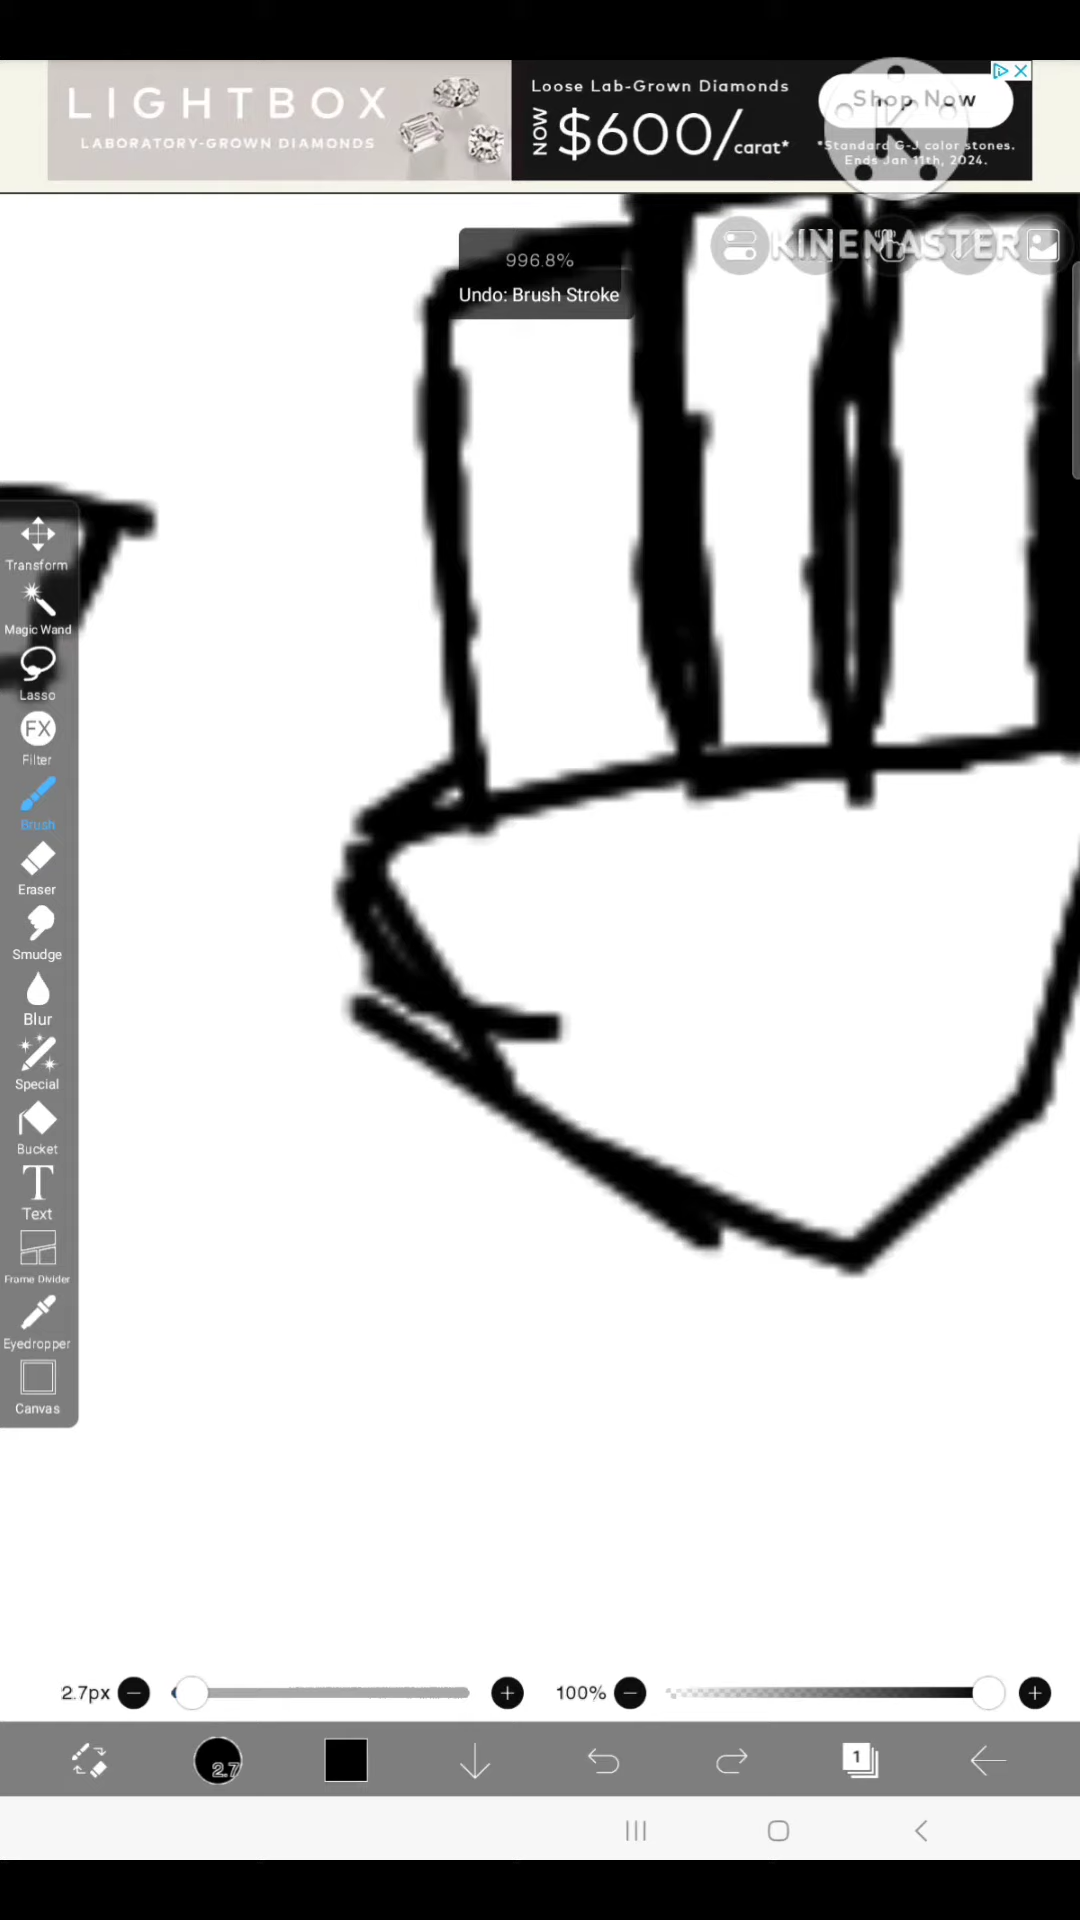 LIGHTBOX
LABORATORY-GROWN DIAMONDS
Loose Lab-Grown Diamonds
NOW $600/carat*
Shop Now
*Standard G-J color stones.
Ends Jan 11th, 2024.
K
KINEMASTER
996.8%
Undo: Brush Stroke
Transform
Magic Wand
Lasso
FX
Filter
Brush
Eraser
Smudge
Blur
Special
Bucket
T
Text
Frame Divider
Eyedropper
Canvas
2.7px
100%
2.7
1